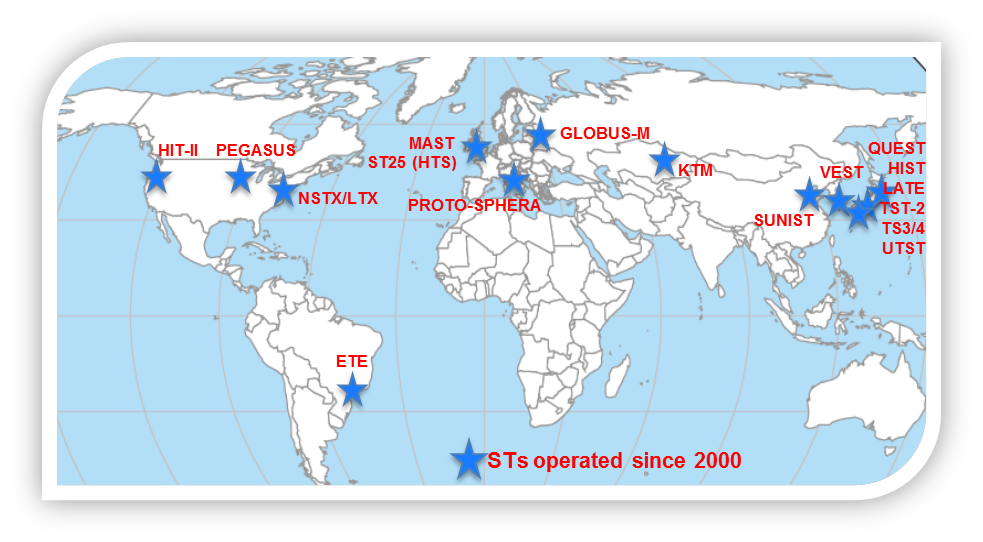 HIT-II
PEGASUS
NSTX/LTX
MAST
ST25 (HTS)
GLOBUS-M
PROTO-SPHERA
KTM
SUNIST
VEST
QUEST
HIST
LATE
TST-2
TS3/4
UTST
ETE
STs operated since 2000